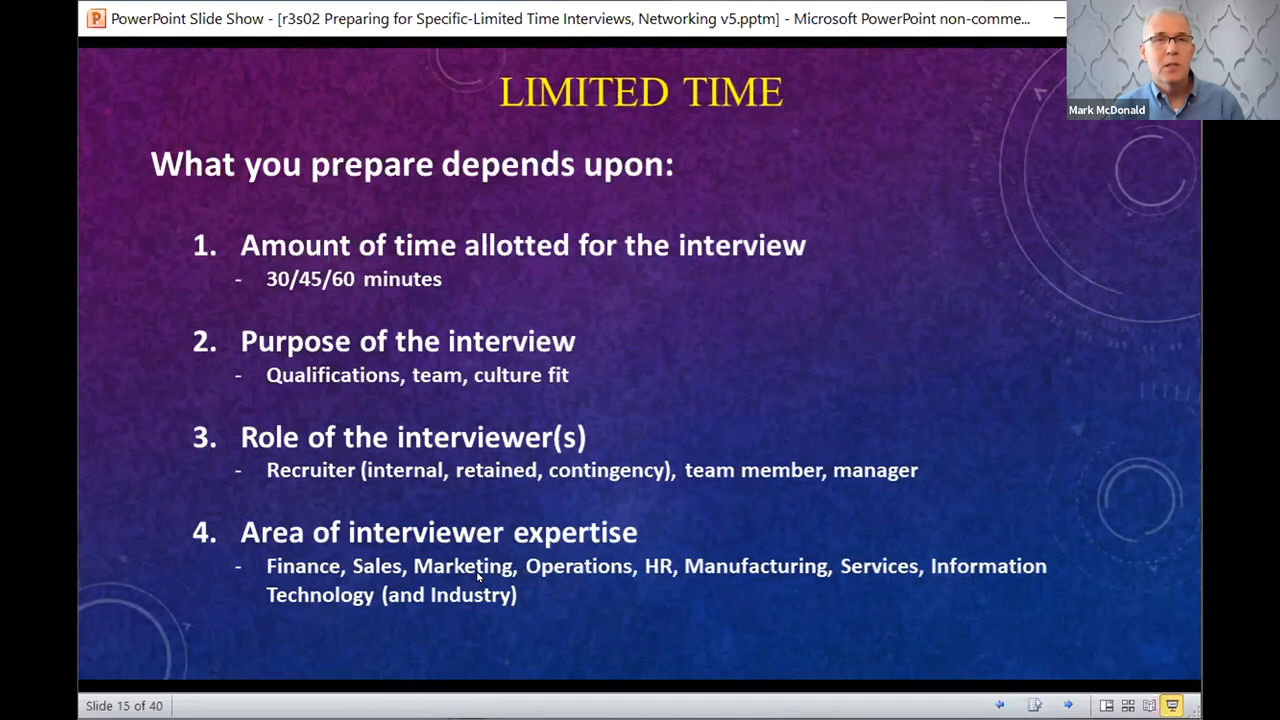 PowerPoint Slide Show - [r3s02 Preparing for Specific-Limited Time Interviews, Networking v5.pptm] - Microsoft PowerPoint non-comme...
Mark McDonald
LIMITED TIME
What you prepare depends upon:
1. Amount of time allotted for the interview
- 30/45/60 minutes
2. Purpose of the interview
- Qualifications, team, culture fit
3. Role of the interviewer(s)
- Recruiter (internal, retained, contingency), team member, manager
4. Area of interviewer expertise
- Finance, Sales, Marketing, Operations, HR, Manufacturing, Services, Information
Technology (and Industry)
Slide 15 of 40